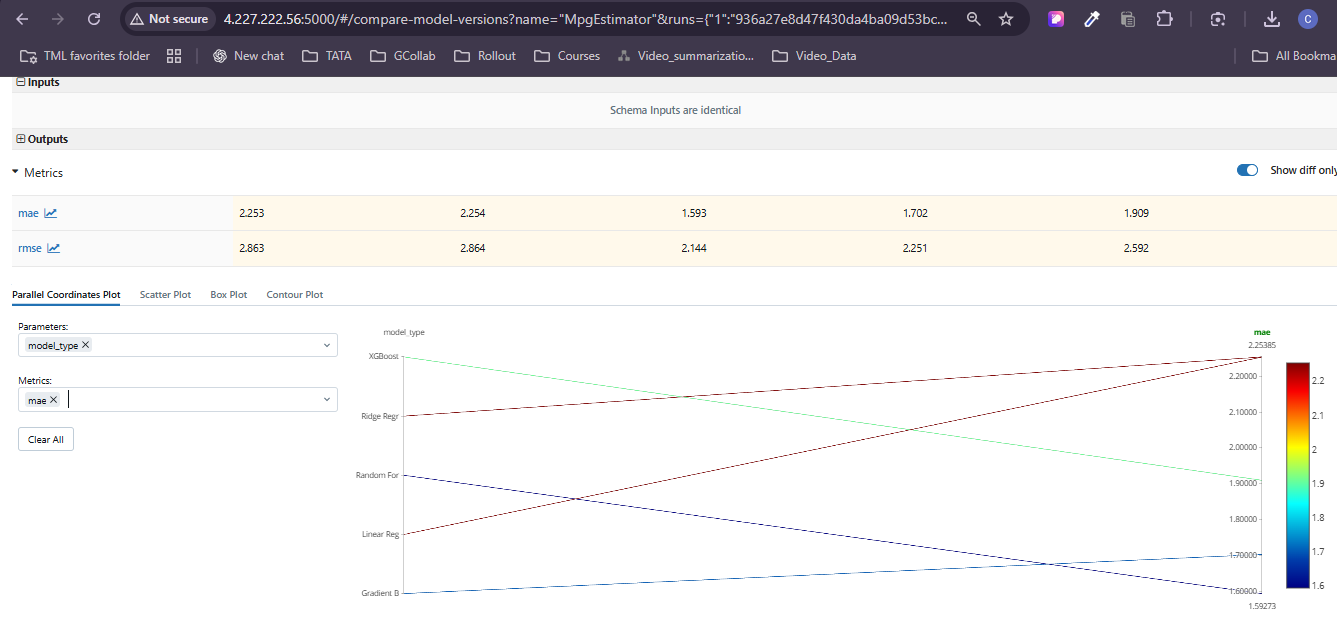 Not secure 4.227.222.56:5000/#/compare-model-versions?name="MpgEstimator"&runs={"1":"936a27e8d47f430da4ba09d53bc... C
TML favorites folder New chat TATA GCollab Rollout Courses Video_summarizatio... Video_Data All Bookma
Inputs
Schema Inputs are identical
Outputs
Metrics Show diff only
mae 2.253 2.254 1.593 1.702 1.909
rmse 2.863 2.864 2.144 2.251 2.592
Parallel Coordinates Plot Scatter Plot Box Plot Contour Plot
Parameters:
model_type
Metrics:
mae
Clear All
model_type
XGBoost
Ridge Regr
Random For
Linear Reg
Gradient B
mae
2.25385
2.20000
2.10000
2.00000
1.90000
1.80000
1.70000
1.60000
1.59273
2.2
2.1
2
1.9
1.8
1.7
1.6